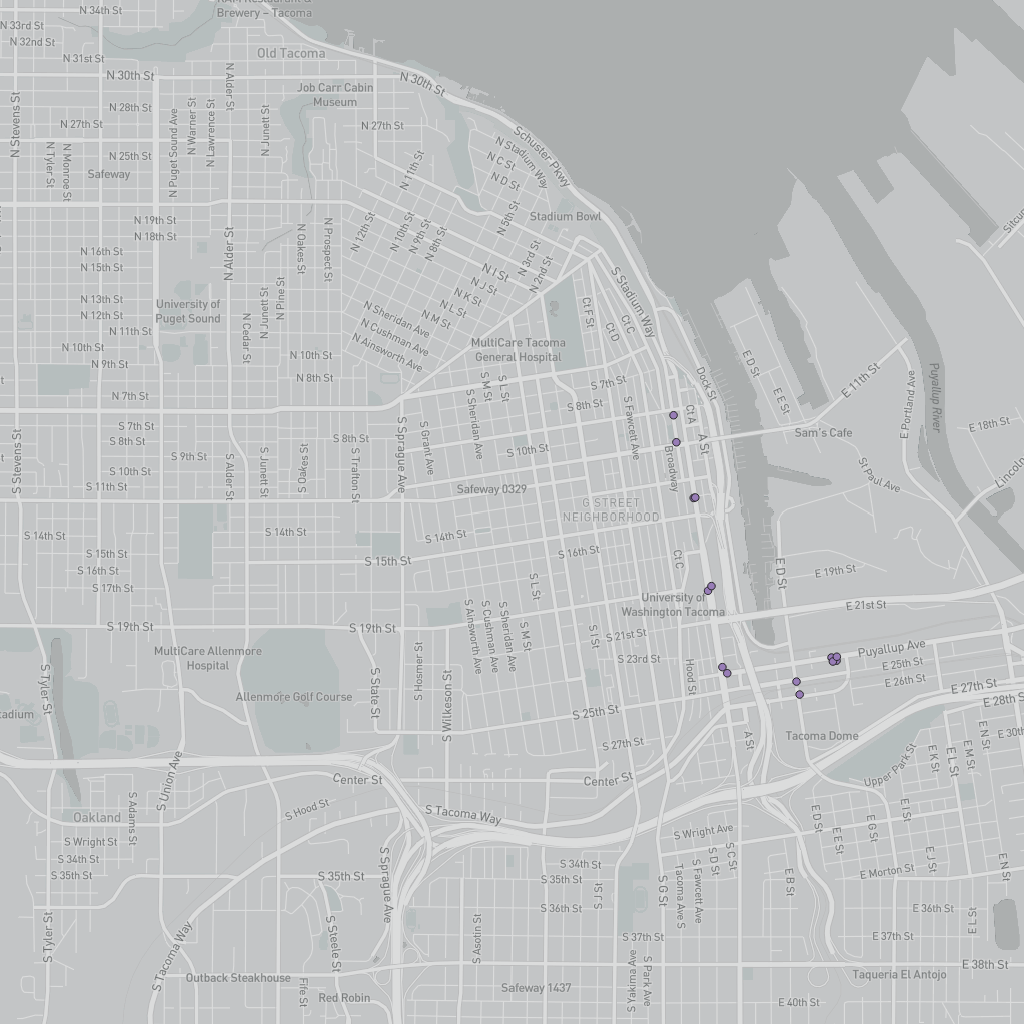 RAM Restaurant &
Brewery – Tacoma
N 34th St
N 33rd St
N 32nd St
N 31st St
Old Tacoma
N 30th St
N 30th St
N Alder St
Job Carr Cabin
Museum
N Stevens St
N 28th St
N Puget Sound Ave
N Warner St
N Lawrence St
N Junett St
N 27th St
N 27th St
Schuster Pkwy
N Stadium Way
N C St
N D St
N Tyler St
N Monroe St
N 25th St
Safeway
N 11th St
N 19th St
N 18th St
N 5th St
Stadium Bowl
N 12th St
N 10th St
N 9th St
N 8th St
N Oakes St
N Prospect St
N Alder St
N 16th St
N 15th St
N 3rd St
N 2nd St
N I St
N J St
N K St
N L St
N M St
S Stadium Way
N 13th St
N 12th St
N 11th St
University of
Puget Sound
N Junett St
N Pine St
N Cedar St
N Sheridan Ave
N Cushman Ave
N Ainsworth Ave
Ct F St
Ct D
Ct C
MultiCare Tacoma
General Hospital
N 10th St
N 9th St
N 10th St
N 8th St
N 7th St
S M St
S L St
S 7th St
S 8th St
Dock St
E D St
E E St
E 11th St
Puyallup River
E Portland Ave
Ct A
A St
S 7th St
S 8th St
S 8th St
S Sprague Ave
S Grant Ave
S Sheridan Ave
S Fawcett Ave
S 10th St
Broadway
Sam's Cafe
E 18th St
Lincoln
S Stevens St
S 9th St
S 10th St
S 11th St
S Alder St
S Junett St
S Oakes St
S Trafton St
Safeway 0329
G STREET
NEIGHBORHOOD
St Paul Ave
S 14th St
S 14th St
S 14th St
S 15th St
S 15th St
S 16th St
S 16th St
S 17th St
Ct C
S L St
E D St
E 19th St
University of
Washington Tacoma
E 21st St
S 19th St
S 19th St
S 21st St
S Ainsworth Ave
S Cushman Ave
S Sheridan Ave
S M St
S I St
S 23rd St
Hood St
Puyallup Ave
E 25th St
E 26th St
E 27th St
E 28th St
MultiCare Allenmore
Hospital
Allenmore Golf Course
S Tyler St
S State St
S Hosmer St
S Wilkeson St
S 25th St
S 27th St
A St
Tacoma Dome
Upper Park St
E K St
E L St
E M St
E N St
Center St
Center St
S Union Ave
S Adams St
S Hood St
S Tacoma Way
Oakland
S Wright St
S 34th St
S 35th St
S Wright Ave
S 34th St
S 35th St
S 35th St
S 36th St
S Sprague Ave
S J St
S G St
Tacoma Ave S
S Fawcett Ave
S D St
S C St
E B St
E D St
E E St
E G St
E I St
E J St
E Morton St
E N St
E 36th St
E L St
S 37th St
E 37th St
S Tyler St
S Tacoma Way
S Steele St
S Asotin St
S Yakima Ave
S Park Ave
Outback Steakhouse
Fife St
Red Robin
Safeway 1437
E 38th St
Taqueria El Antojo
E 40th St